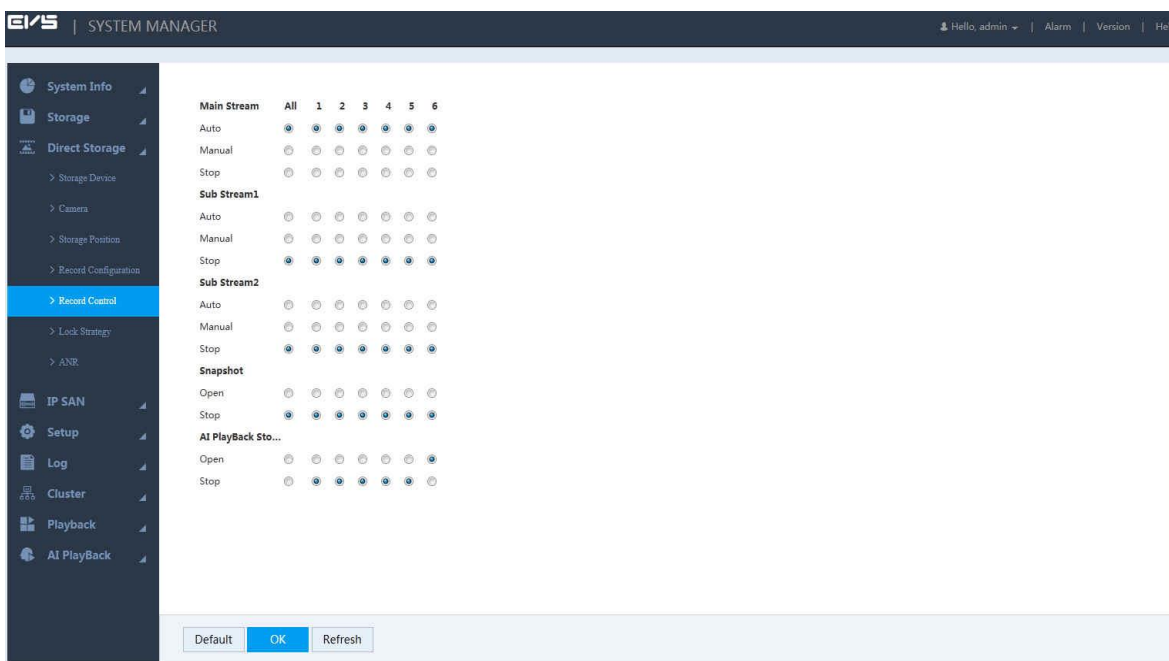 EVS | SYSTEM MANAGER
Hello, admin | Alarm | Version | He
System Info
Storage
Direct Storage
> Storage Device
> Camera
> Storage Position
> Record Configuration
> Record Control
> Lock Strategy
> ANR
IP SAN
Setup
Log
Cluster
Playback
AI PlayBack
Main Stream All 1 2 3 4 5 6
Auto
Manual
Stop
Sub Stream1
Auto
Manual
Stop
Sub Stream2
Auto
Manual
Stop
Snapshot
Open
Stop
AI PlayBack Sto...
Open
Stop
Default OK Refresh